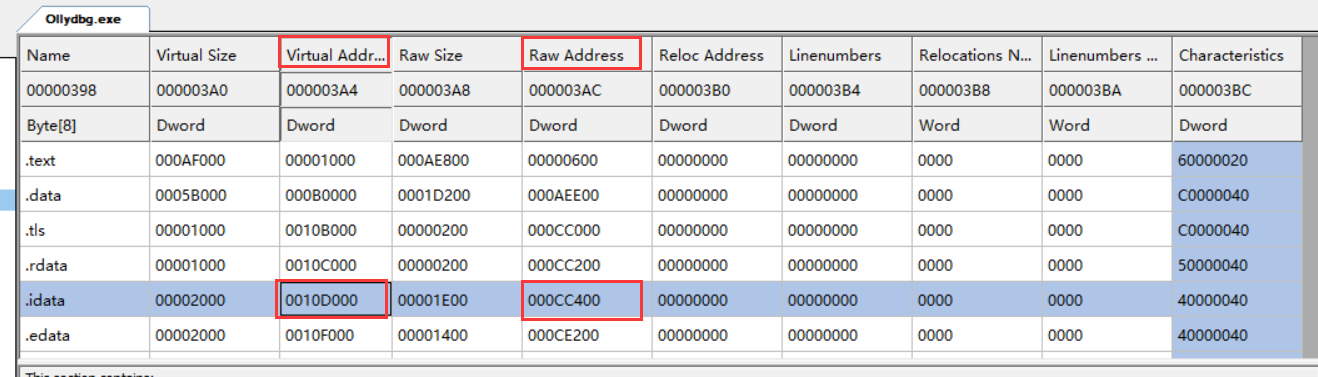 Ollydbg.exe
Name Virtual Size Virtual Addr... Raw Size Raw Address Reloc Address Linenumbers Relocations N... Linenumbers ... Characteristics
00000398 000003A0 000003A4 000003A8 000003AC 000003B0 000003B4 000003B8 000003BA 000003BC
Byte[8] Dword Dword Dword Dword Dword Dword Word Word Dword
.text 000AF000 00001000 000AE800 00000600 00000000 00000000 0000 0000 60000020
.data 0005B000 000B0000 0001D200 000AEE00 00000000 00000000 0000 0000 C0000040
.tls 00001000 0010B000 00000200 000CC000 00000000 00000000 0000 0000 C0000040
.rdata 00001000 0010C000 00000200 000CC200 00000000 00000000 0000 0000 50000040
.idata 00002000 0010D000 00001E00 000CC400 00000000 00000000 0000 0000 40000040
.edata 00002000 0010F000 00001400 000CE200 00000000 00000000 0000 0000 40000040
This section contains: